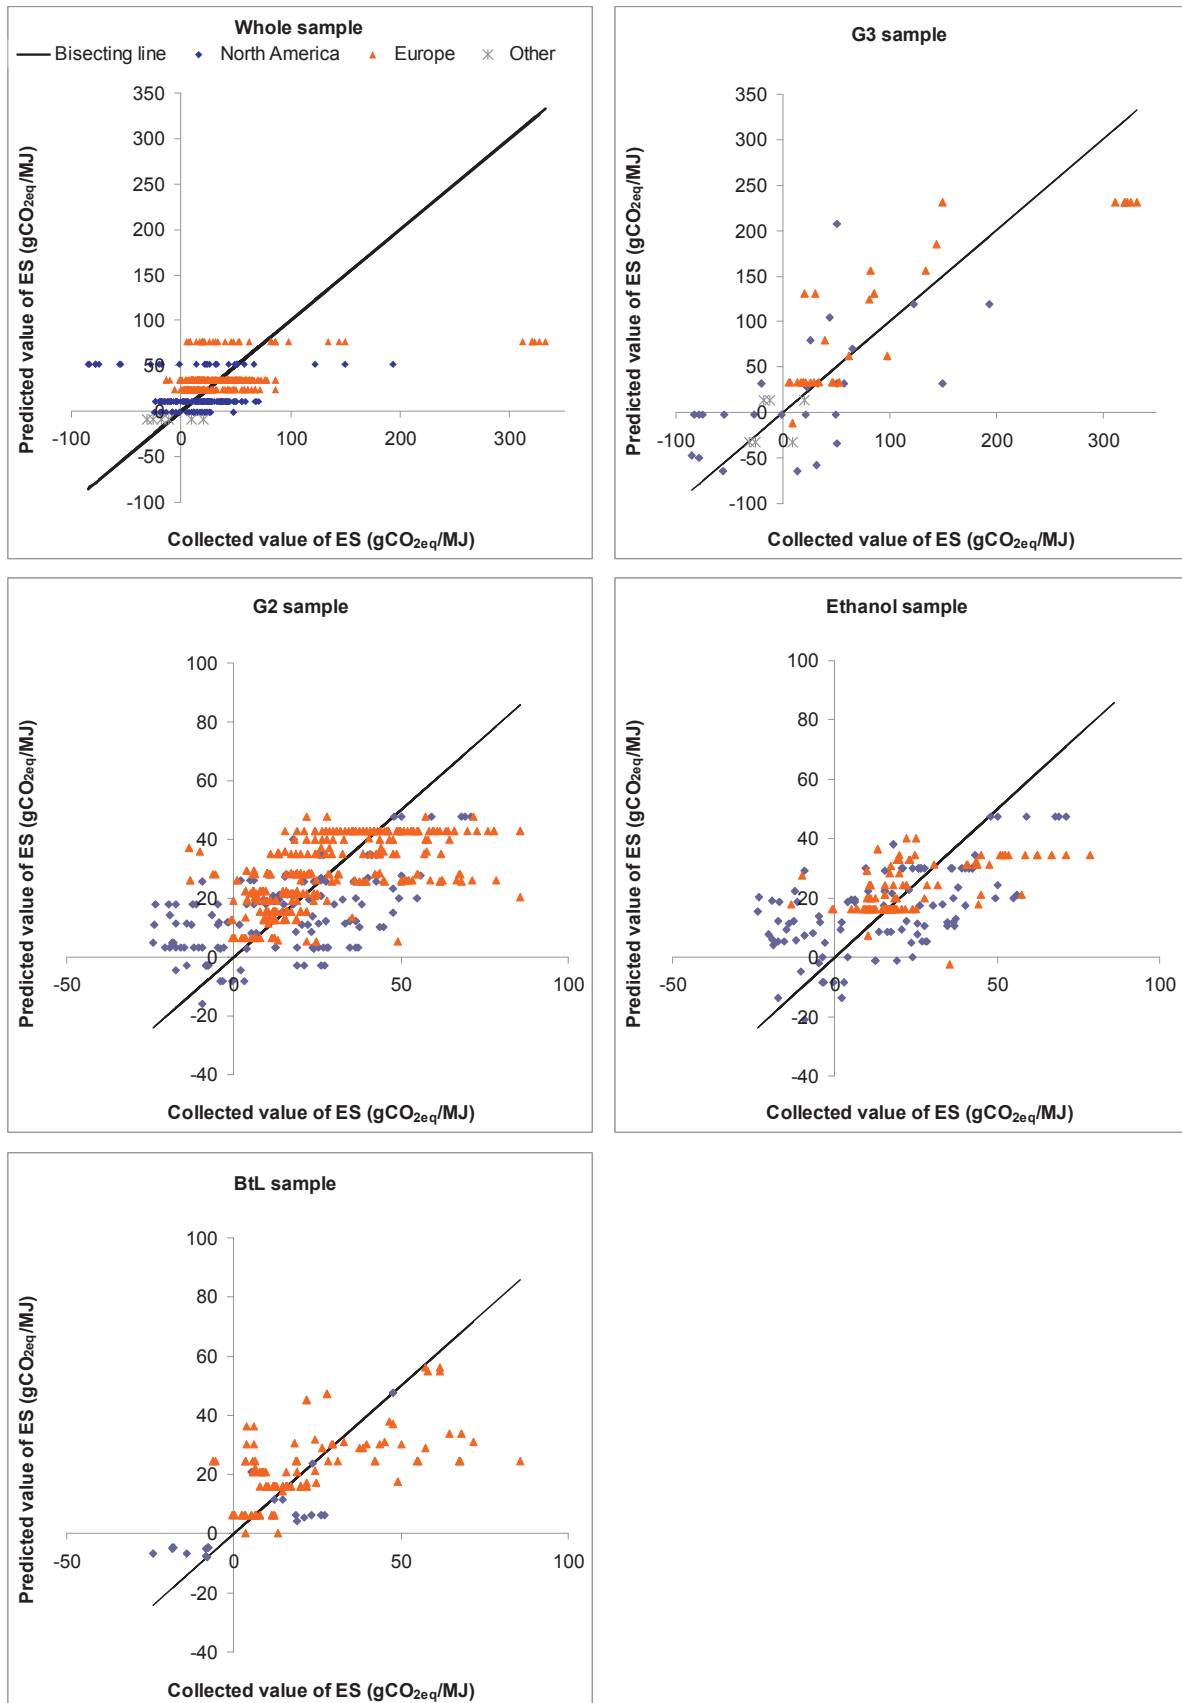 Whole sample
Bisecting line North America Europe Other
Predicted value of ES (gCO2eq/MJ)
350
300
250
200
150
100
50
0
-50
-100
-100 0 100 200 300
Collected value of ES (gCO2eq/MJ)
G3 sample
Predicted value of ES (gCO2eq/MJ)
350
300
250
200
150
100
50
0
-50
-100
-100 0 100 200 300
Collected value of ES (gCO2eq/MJ)
G2 sample
Predicted value of ES (gCO2eq/MJ)
100
80
60
40
20
0
-20
-40
-50 0 50 100
Collected value of ES (gCO2eq/MJ)
Ethanol sample
Predicted value of ES (gCO2eq/MJ)
100
80
60
40
20
0
-20
-40
-50 0 50 100
Collected value of ES (gCO2eq/MJ)
BtL sample
Predicted value of ES (gCO2eq/MJ)
100
80
60
40
20
0
-20
-40
-50 0 50 100
Collected value of ES (gCO2eq/MJ)